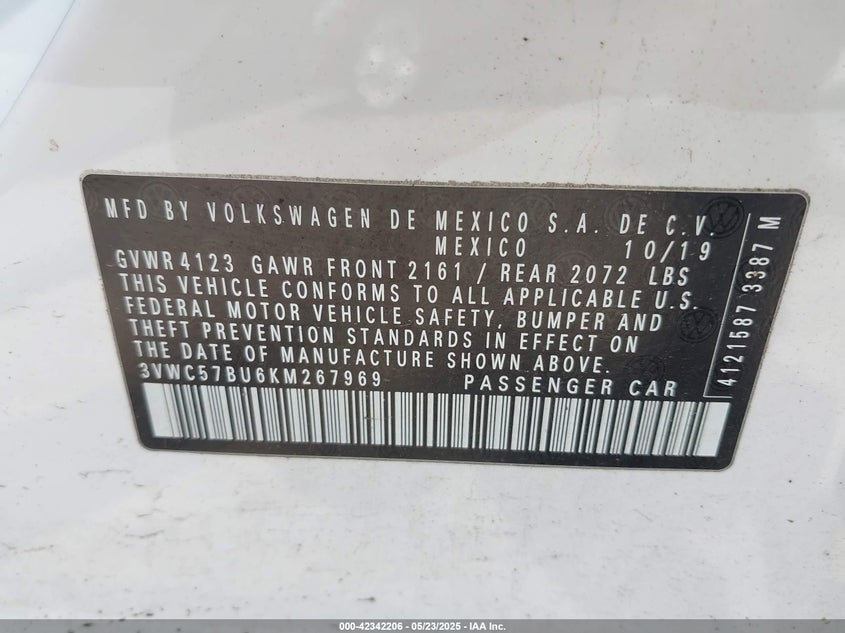 MFD BY VOLKSWAGEN DE MEXICO S.A. DE C.V.
MEXICO 10/19
GVWR 4123 GAWR FRONT 2161 / REAR 2072 LBS
THIS VEHICLE CONFORMS TO ALL APPLICABLE U.S.
FEDERAL MOTOR VEHICLE SAFETY, BUMPER AND
THEFT PREVENTION STANDARDS IN EFFECT ON
THE DATE OF MANUFACTURE SHOWN ABOVE.
3VWC57BU6KM267969 PASSENGER CAR
4121587 3387 M
000-42342206 - 05/23/2025 - IAA Inc.